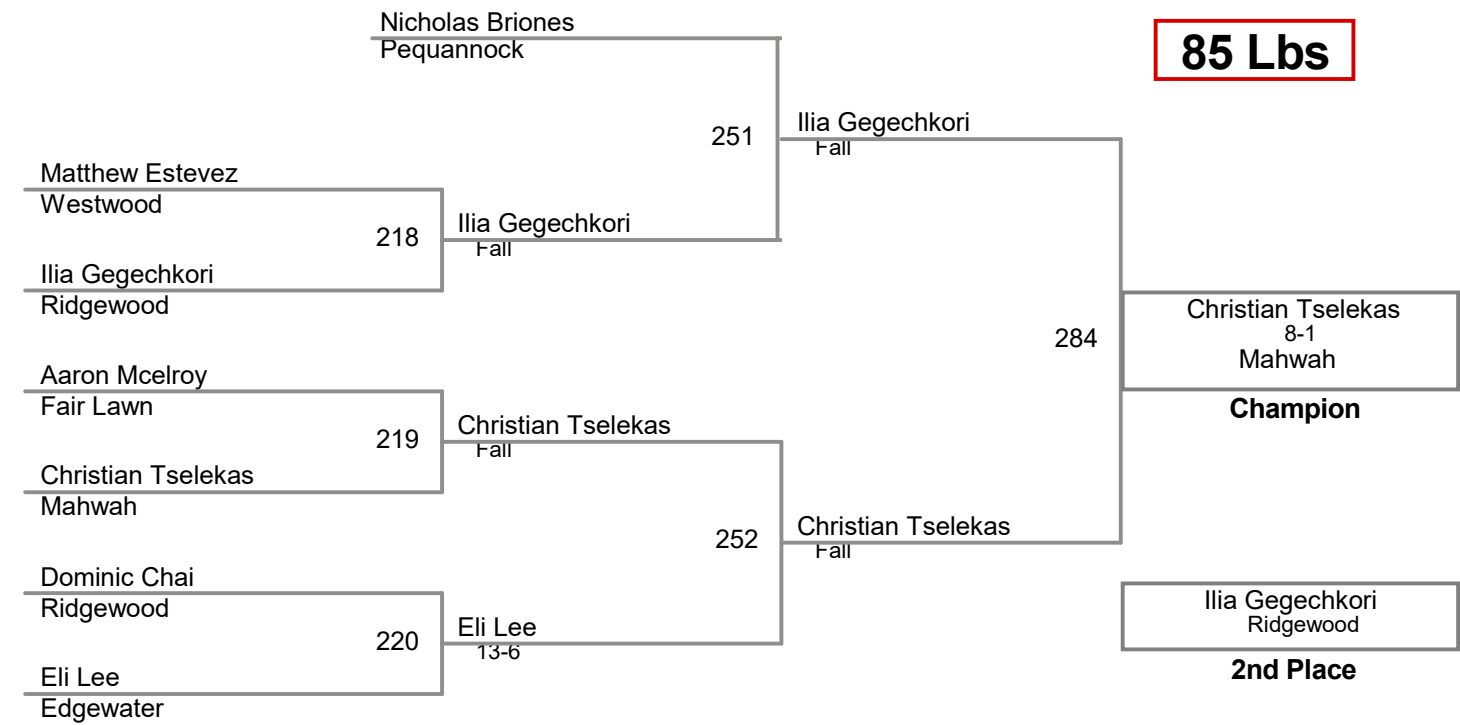 Nicholas Briones
Pequannock
85 Lbs
251
Ilia Gegechkori
Fall
Matthew Estevez
Westwood
218
Ilia Gegechkori
Fall
Ilia Gegechkori
Ridgewood
284
Christian Tselekas
8-1
Mahwah
Champion
Aaron Mcelroy
Fair Lawn
219
Christian Tselekas
Fall
Christian Tselekas
Mahwah
252
Christian Tselekas
Fall
Dominic Chai
Ridgewood
220
Eli Lee
13-6
Eli Lee
Edgewater
Ilia Gegechkori
Ridgewood
2nd Place